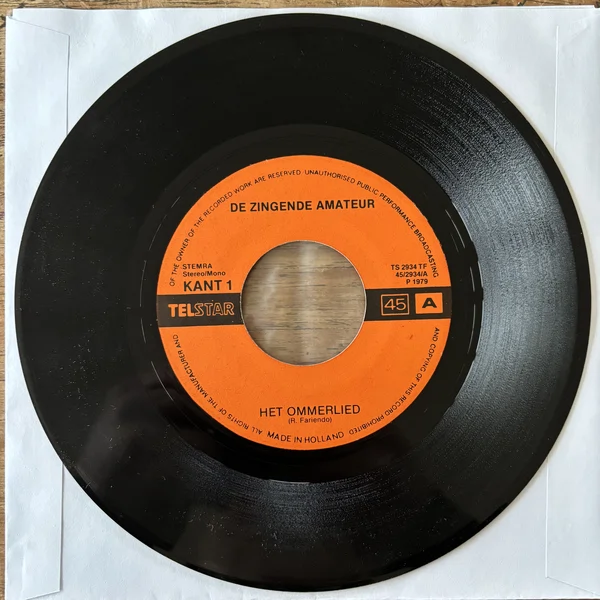 OF THE OWNER OF THE RECORDED WORK ARE RESERVED · UNAUTHORISED PUBLIC PERFORMANCE BROADCASTING
DE ZINGENDE AMATEUR
STEMRA
Stereo/Mono
KANT 1
TS 2934 TF
45/2934/A
P 1979
TELSTAR
45 A
HET OMMERLIED
(R. Fariendo)
ALL RIGHTS OF THE MANUFACTURER AND
MADE IN HOLLAND
AND COPYING OF THIS RECORD PROHIBITED